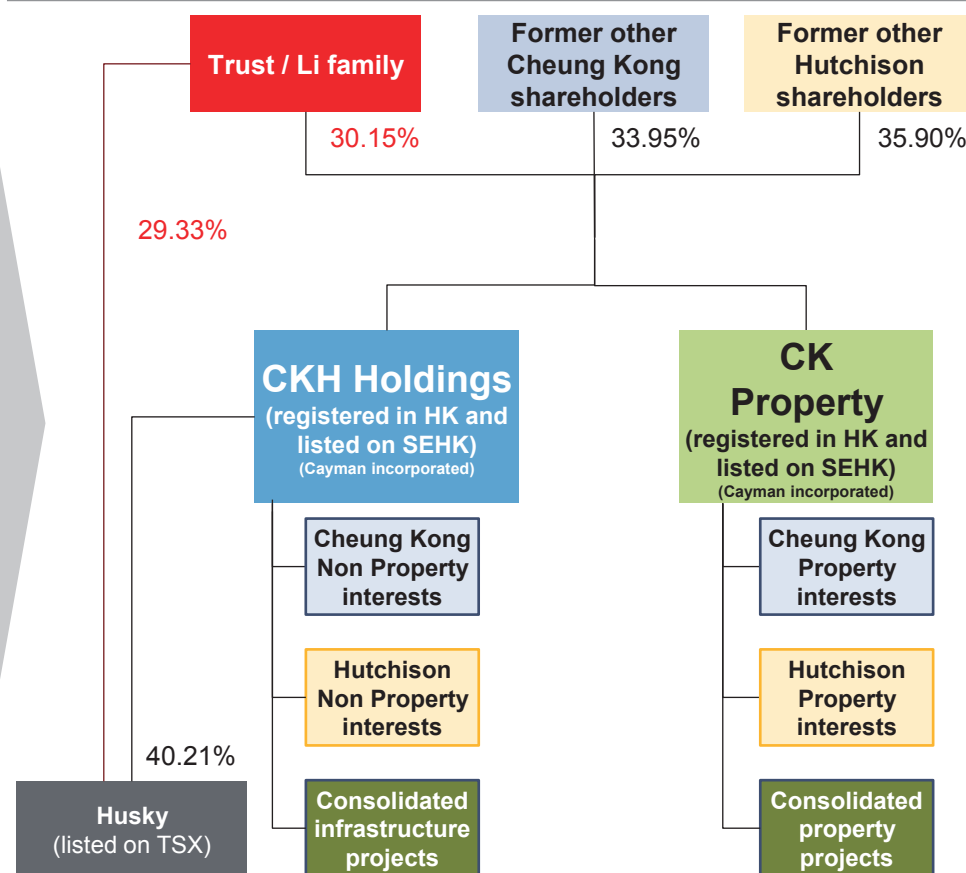 Trust / Li family
Former other
Cheung Kong
shareholders
Former other
Hutchison
shareholders
30.15%
33.95%
35.90%
29.33%
CKH Holdings
(registered in HK and
listed on SEHK)
(Cayman incorporated)
CK
Property
(registered in HK and
listed on SEHK)
(Cayman incorporated)
Cheung Kong
Non Property
interests
Cheung Kong
Property
interests
Hutchison
Non Property
interests
Hutchison
Property
interests
40.21%
Husky
(listed on TSX)
Consolidated
infrastructure
projects
Consolidated
property
projects